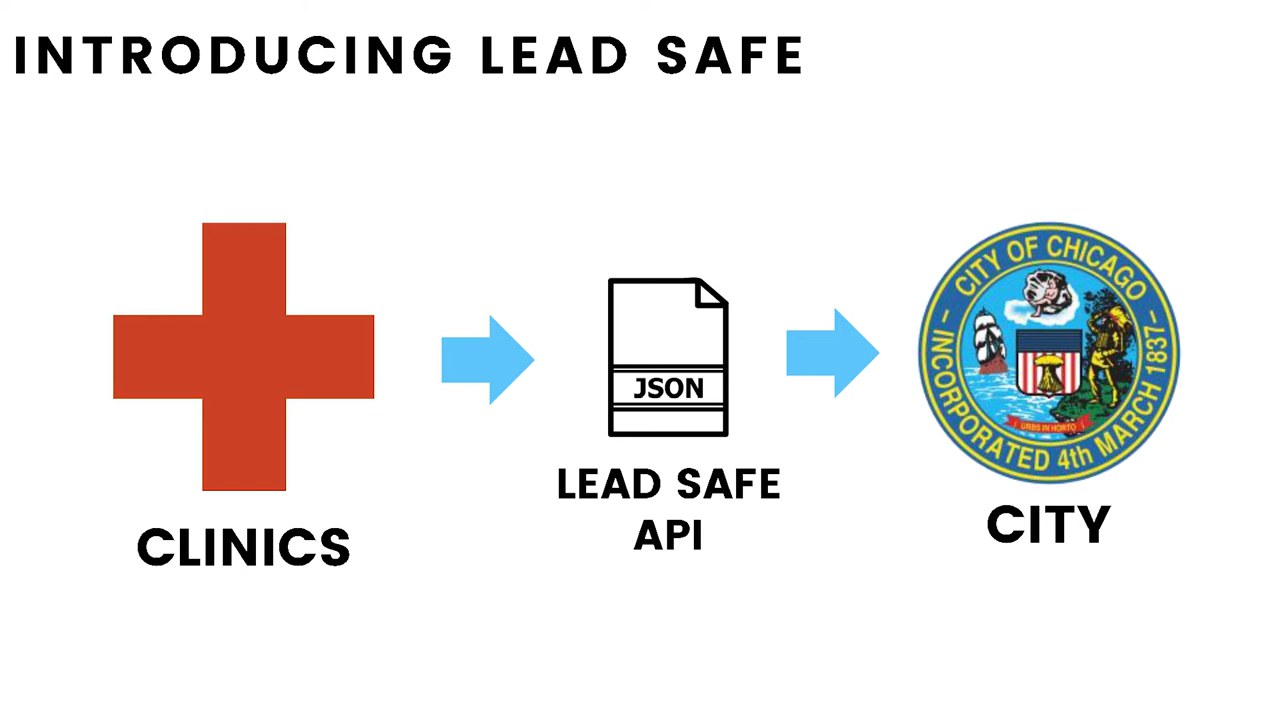 INTRODUCING LEAD SAFE
JSON
CITY OF CHICAGO
INCORPORATED 4th MARCH 1837
URBS IN HORTO
CLINICS
LEAD SAFE
API
CITY